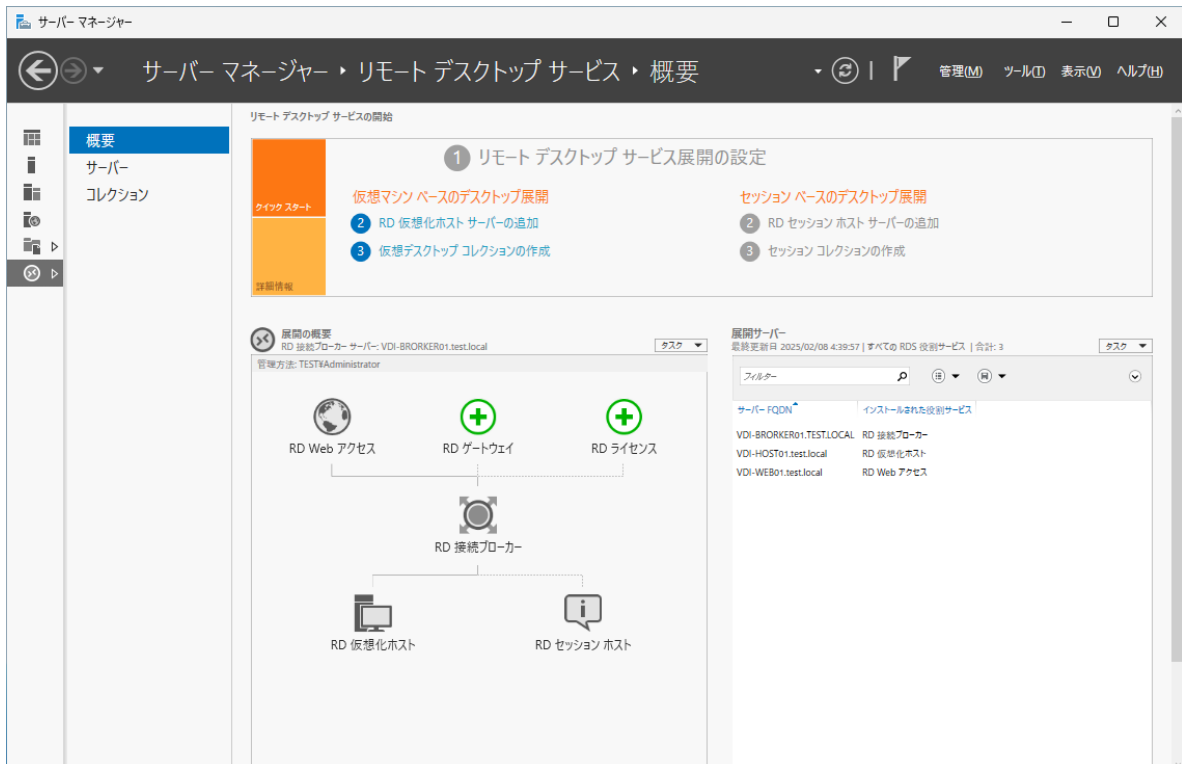 サーバー マネージャー
サーバー マネージャー ・ リモート デスクトップ サービス ・ 概要
管理(M) ツール(T) 表示(V) ヘルプ(H)
概要
サーバー
コレクション
リモート デスクトップ サービスの開始
クイック スタート
詳細情報
1 リモート デスクトップ サービス展開の設定
仮想マシン ベースのデスクトップ展開
2 RD 仮想化ホスト サーバーの追加
3 仮想デスクトップ コレクションの作成
セッション ベースのデスクトップ展開
2 RD セッション ホスト サーバーの追加
3 セッション コレクションの作成
展開の概要
RD 接続ブローカー サーバー: VDI-BRORKER01.test.local
タスク
管理方法: TEST¥Administrator
RD Web アクセス
RD ゲートウェイ
RD ライセンス
RD 接続ブローカー
RD 仮想化ホスト
RD セッション ホスト
展開サーバー
最終更新日 2025/02/08 4:39:57 | すべての RDS 役割サービス | 合計: 3
タスク
フィルター
サーバー FQDN インストールされた役割サービス
VDI-BRORKER01.TEST.LOCAL RD 接続ブローカー
VDI-HOST01.test.local RD 仮想化ホスト
VDI-WEB01.test.local RD Web アクセス